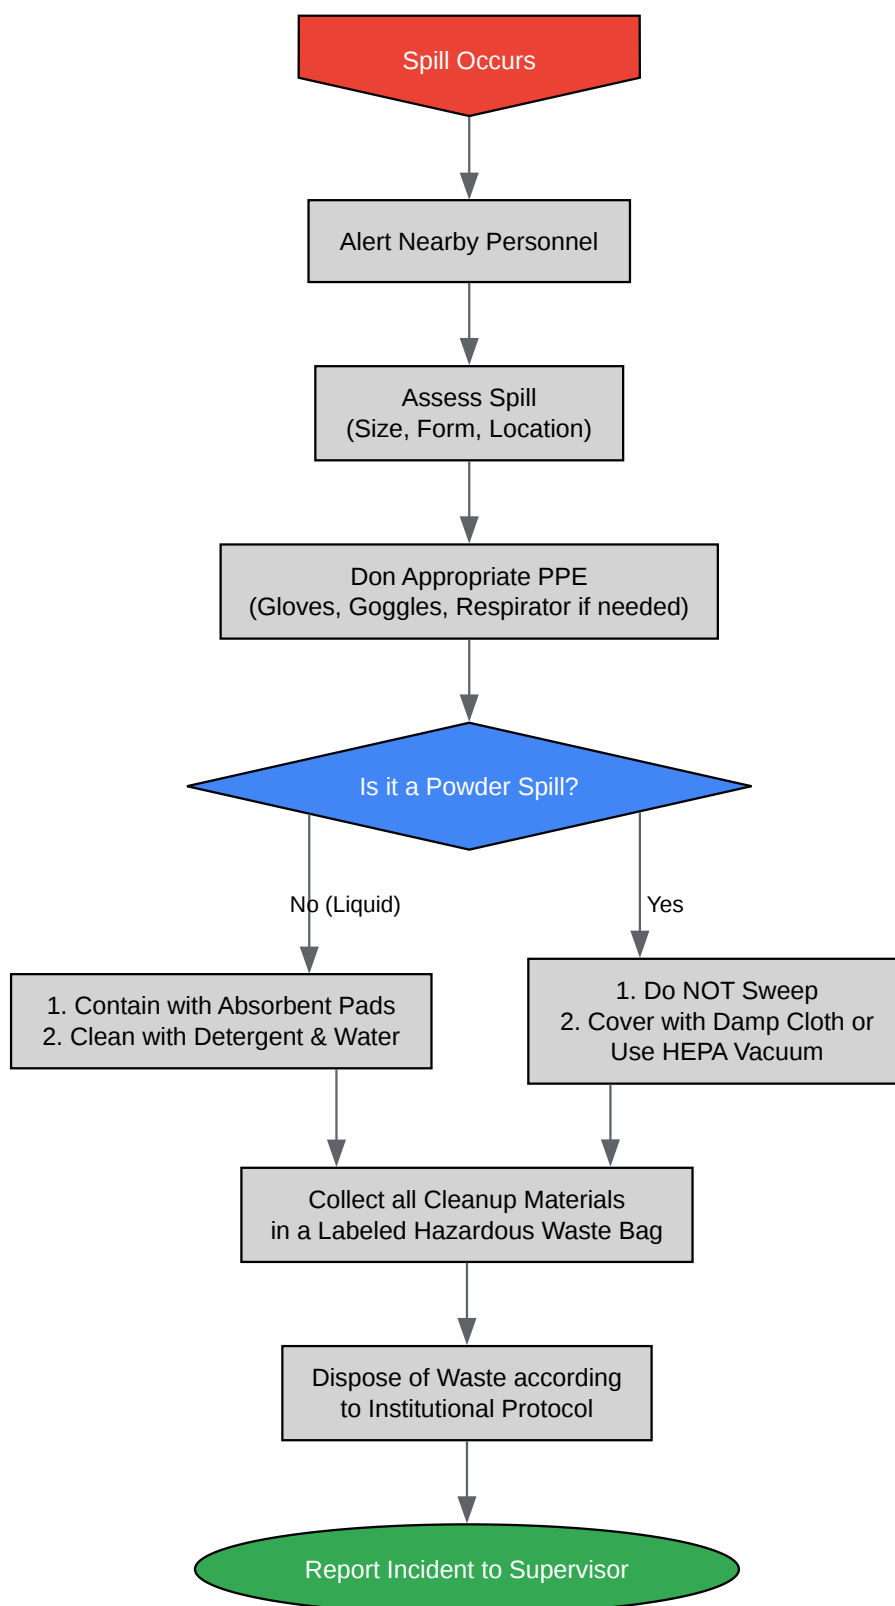 Spill Occurs
Alert Nearby Personnel
Assess Spill
(Size, Form, Location)
Don Appropriate PPE
(Gloves, Goggles, Respirator if needed)
Is it a Powder Spill?
No (Liquid)
Yes
1. Contain with Absorbent Pads
2. Clean with Detergent & Water
1. Do NOT Sweep
2. Cover with Damp Cloth or
Use HEPA Vacuum
Collect all Cleanup Materials
in a Labeled Hazardous Waste Bag
Dispose of Waste according
to Institutional Protocol
Report Incident to Supervisor